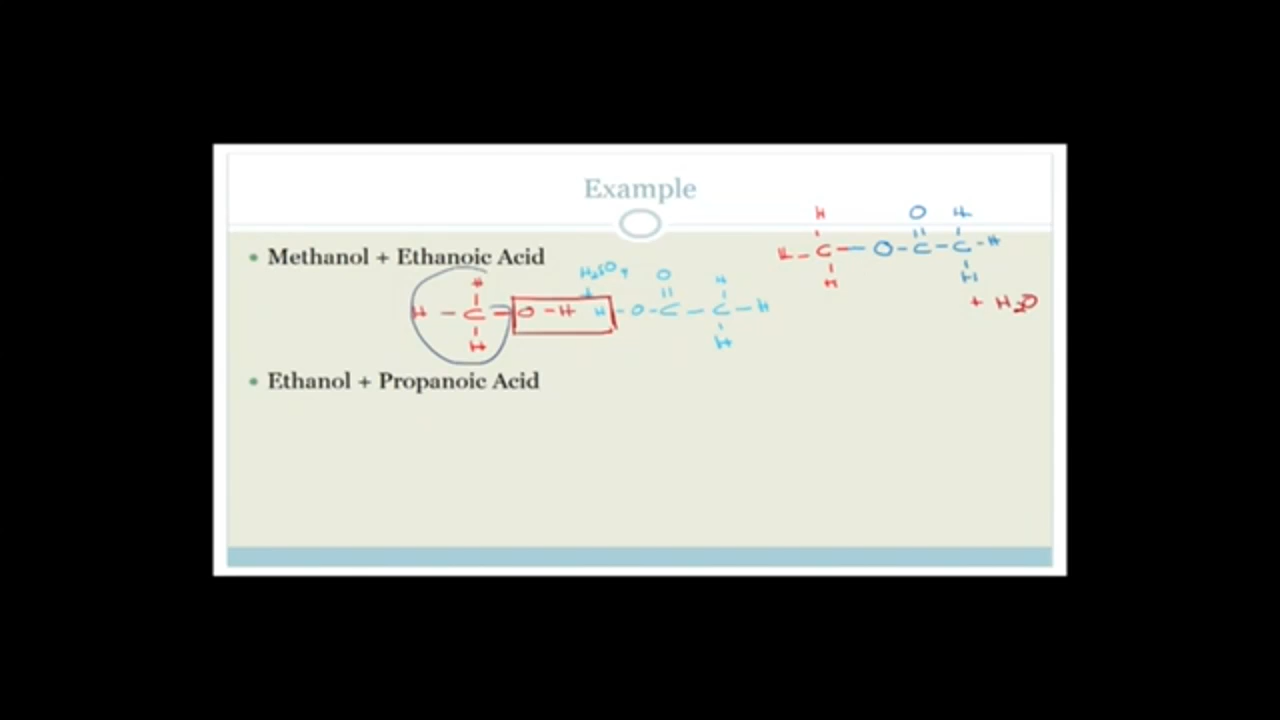 Example
• Methanol + Ethanoic Acid
H
H - C - O - H
H
H₂SO₄
+
O H
H - O - C - C - H
H
H O H
H - C - O - C - C - H
H H
+ H₂O
• Ethanol + Propanoic Acid